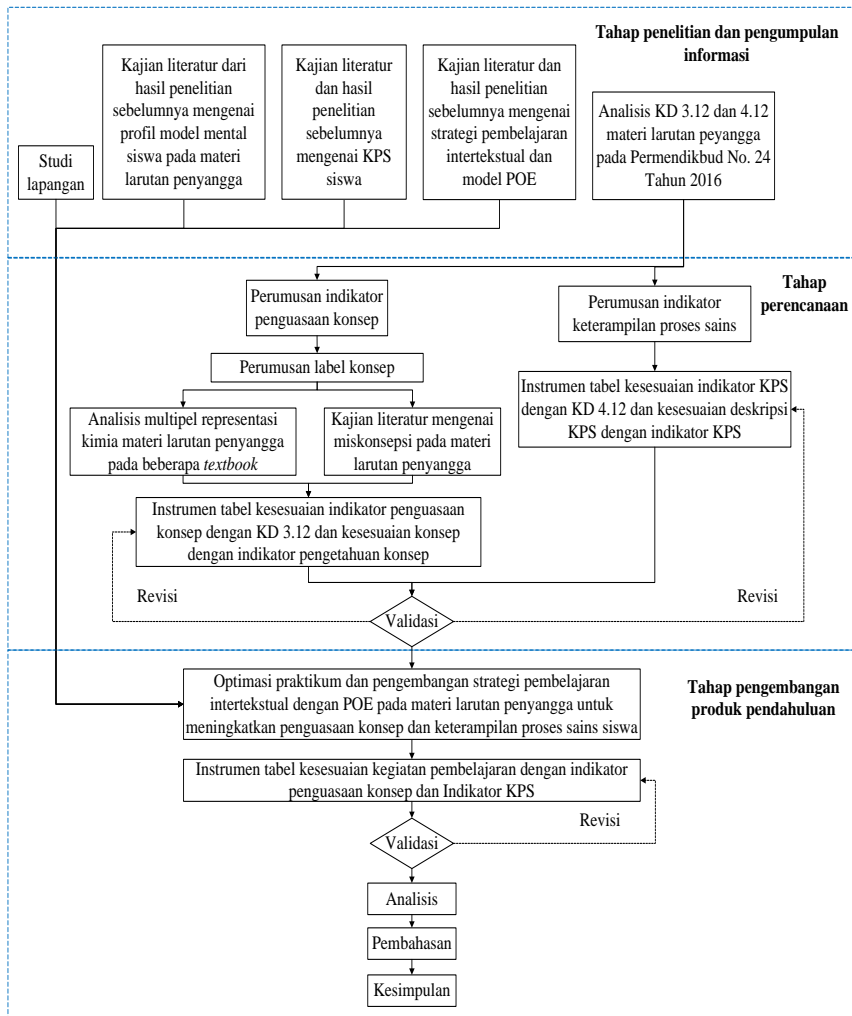 Tahap penelitian dan pengumpulan
informasi
Studi
lapangan
Kajian literatur dari
hasil penelitian
sebelumnya mengenai
profil model mental
siswa pada materi
larutan penyangga
Kajian literatur
dan hasil
penelitian
sebelumnya
mengenai KPS
siswa
Kajian literatur dan
hasil penelitian
sebelumnya mengenai
strategi pembelajaran
intertekstual dan
model POE
Analisis KD 3.12 dan 4.12
materi larutan peyangga
pada Permendikbud No. 24
Tahun 2016
Tahap
perencanaan
Perumusan indikator
penguasaan konsep
Perumusan indikator
keterampilan proses sains
Perumusan label konsep
Analisis multipel representasi
kimia materi larutan penyangga
pada beberapa textbook
Kajian literatur mengenai
miskonsepsi pada materi
larutan penyangga
Instrumen tabel kesesuaian indikator KPS
dengan KD 4.12 dan kesesuaian deskripsi
KPS dengan indikator KPS
Instrumen tabel kesesuaian indikator penguasaan
konsep dengan KD 3.12 dan kesesuaian konsep
dengan indikator pengetahuan konsep
Revisi
Revisi
Validasi
Tahap pengembangan
produk pendahuluan
Optimasi praktikum dan pengembangan strategi pembelajaran
intertekstual dengan POE pada materi larutan penyangga untuk
meningkatkan penguasaan konsep dan keterampilan proses sains siswa
Instrumen tabel kesesuaian kegiatan pembelajaran dengan indikator
penguasaan konsep dan Indikator KPS
Revisi
Validasi
Analisis
Pembahasan
Kesimpulan